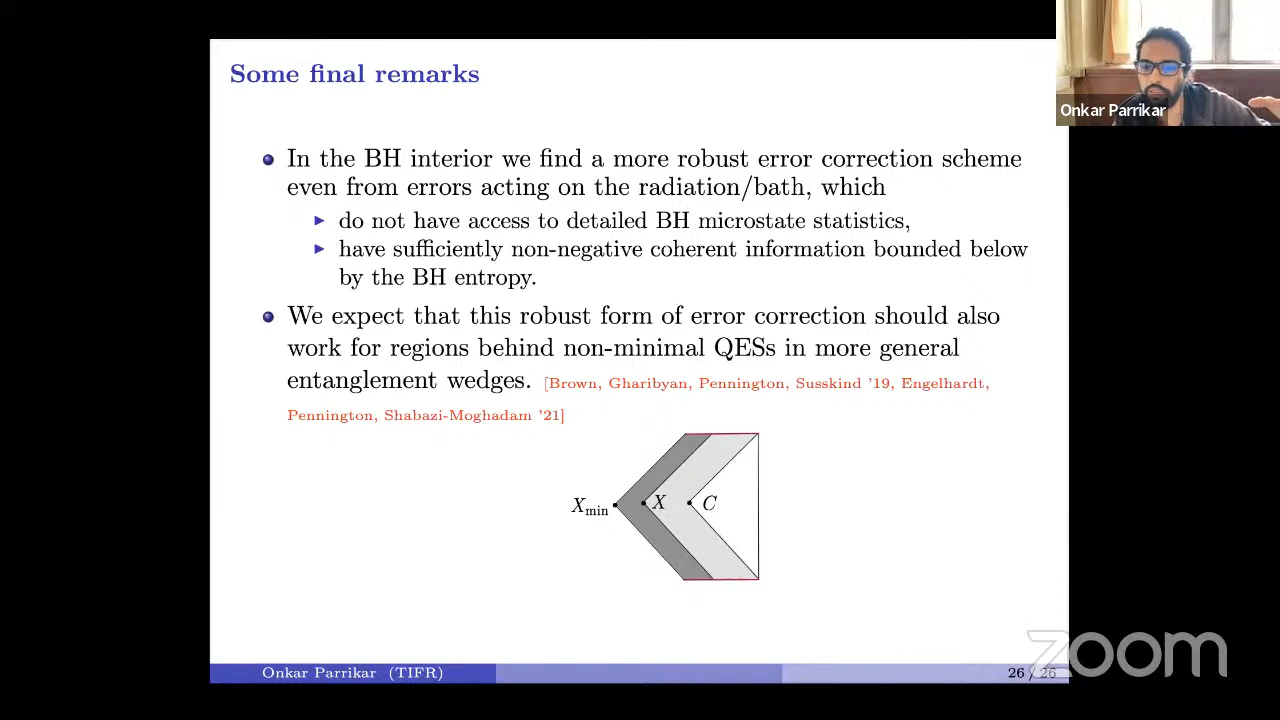 Some final remarks
Onkar Parrikar
In the BH interior we find a more robust error correction scheme
even from errors acting on the radiation/bath, which
do not have access to detailed BH microstate statistics,
have sufficiently non-negative coherent information bounded below
by the BH entropy.
We expect that this robust form of error correction should also
work for regions behind non-minimal QESs in more general
entanglement wedges. [Brown, Gharibyan, Pennington, Susskind '19, Engelhardt,
Pennington, Shabazi-Moghadam '21]
X_min X C
zoom
Onkar Parrikar (TIFR) 26 / 26